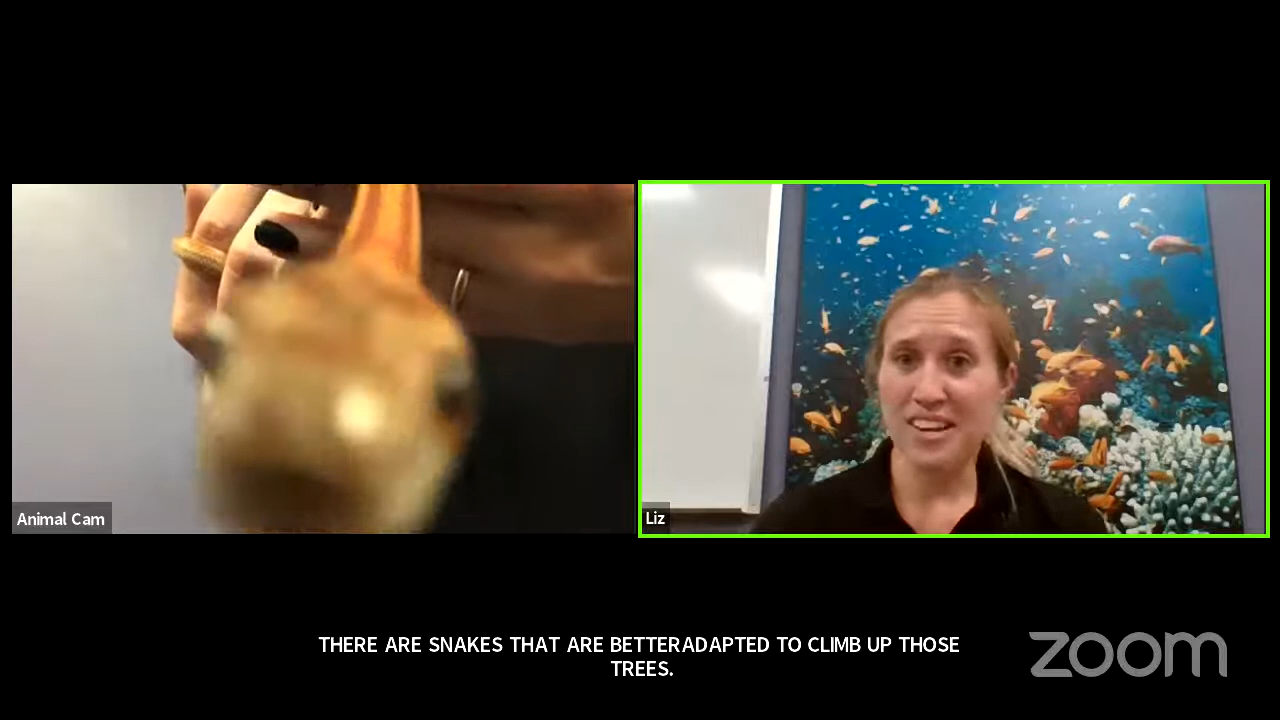 Animal Cam
Liz
THERE ARE SNAKES THAT ARE BETTERADAPTED TO CLIMB UP THOSE
TREES.
zoom